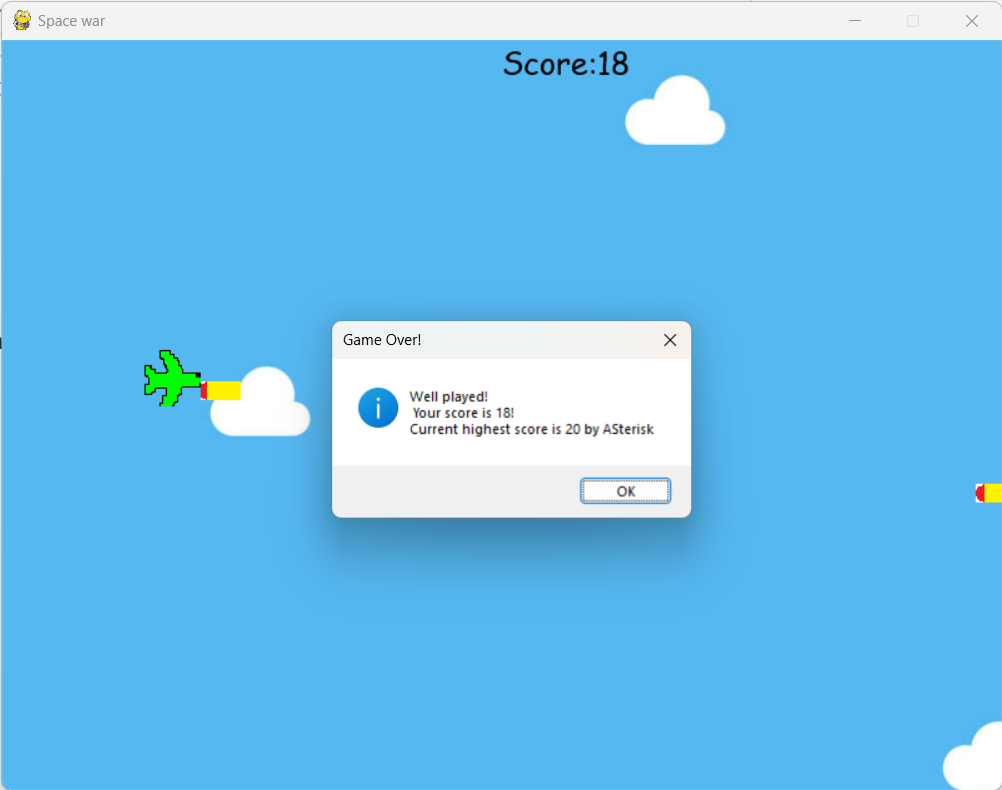 Space war
Score:18
Game Over!
Well played!
Your score is 18!
Current highest score is 20 by ASterisk
OK